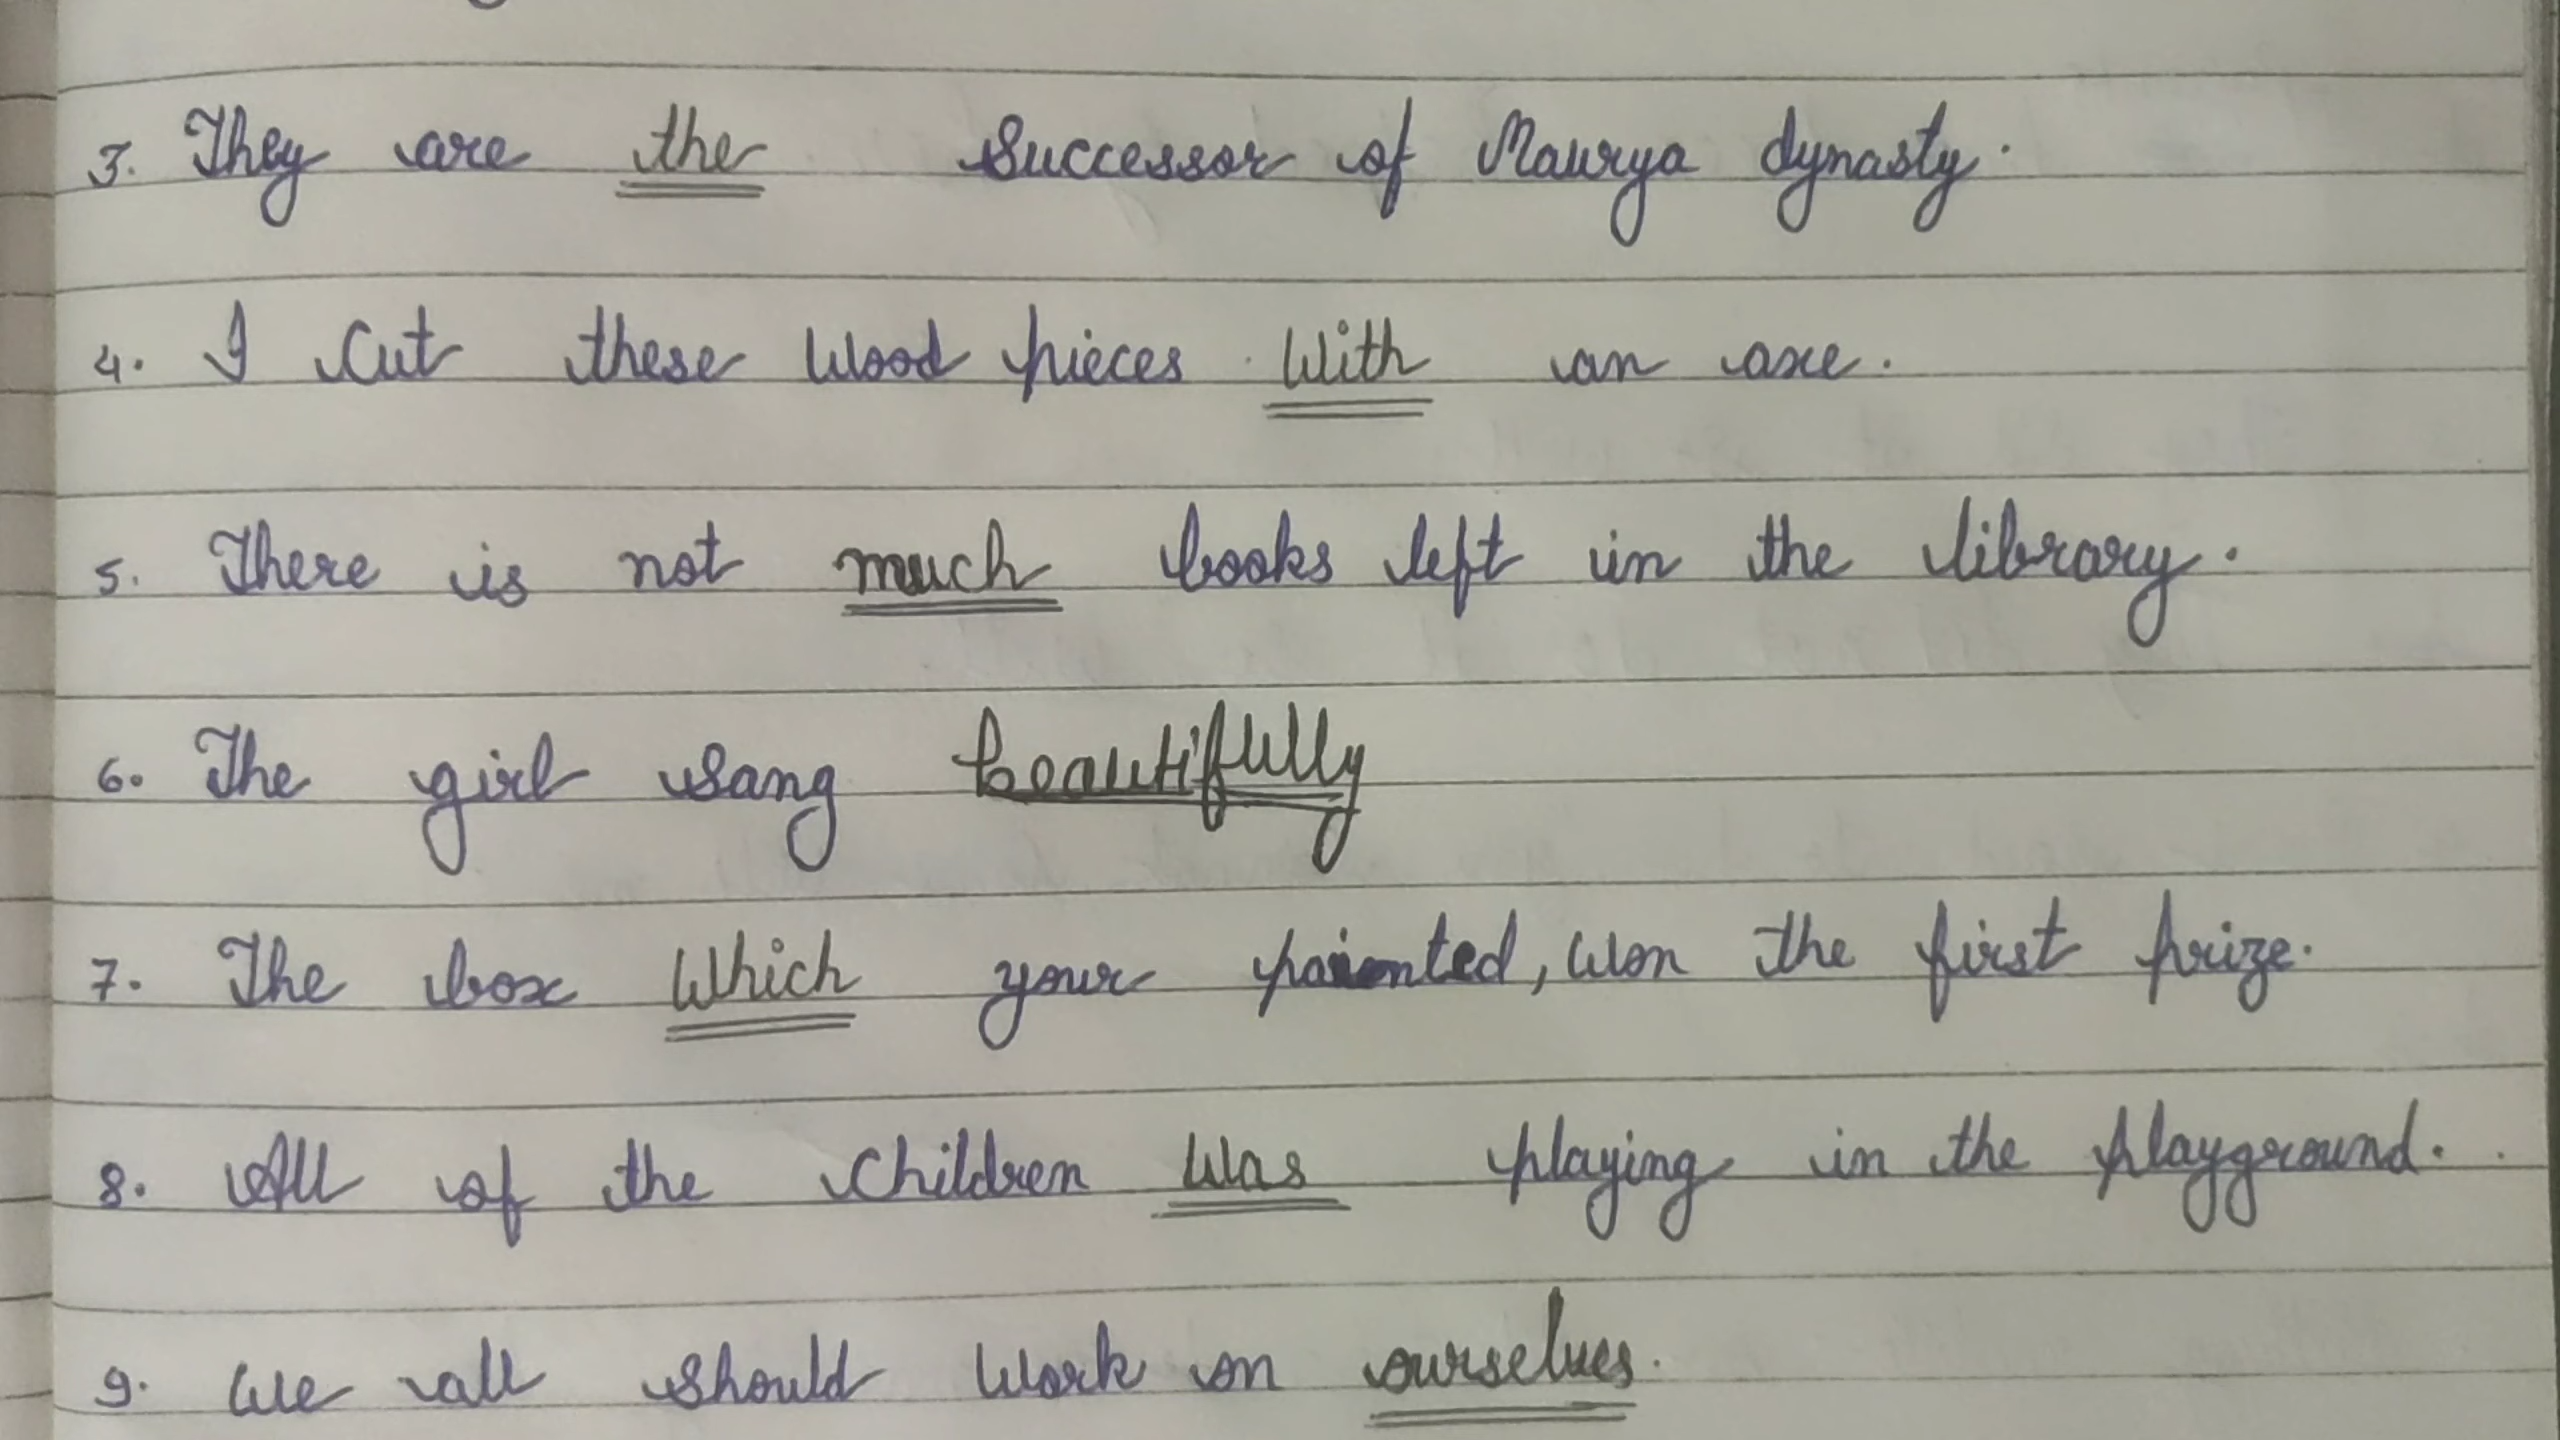 3. They are the successor of Maurya dynasty.
4. I cut these wood pieces with an axe.
5. There is not much books left in the library.
6. The girl sang beautifully
7. The box which your painted, won the first prize.
8. All of the children was playing in the playground.
9. We all should work on ourselves.